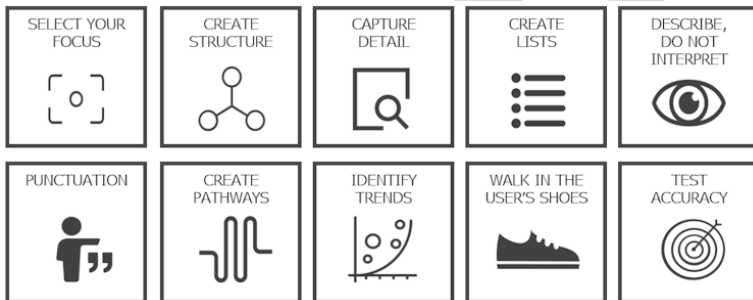 SELECT YOUR
FOCUS
CREATE
STRUCTURE
CAPTURE
DETAIL
CREATE
LISTS
DESCRIBE,
DO NOT
INTERPRET
PUNCTUATION
CREATE
PATHWAYS
IDENTIFY
TRENDS
WALK IN THE
USER'S SHOES
TEST
ACCURACY